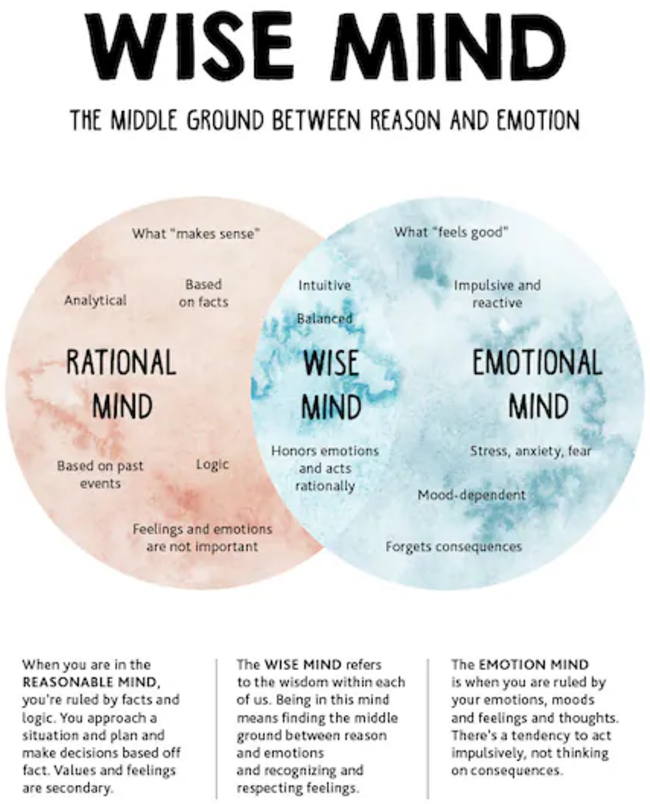 WISE MIND
THE MIDDLE GROUND BETWEEN REASON AND EMOTION
What "makes sense"
Analytical
Based
on facts
RATIONAL
MIND
Based on past
events
Logic
Feelings and emotions
are not important
Intuitive
Balanced
WISE
MIND
Honors emotions
and acts
rationally
What "feels good"
Impulsive and
reactive
EMOTIONAL
MIND
Stress, anxiety, fear
Mood-dependent
Forgets consequences
When you are in the
REASONABLE MIND,
you're ruled by facts and
logic. You approach a
situation and plan and
make decisions based off
fact. Values and feelings
are secondary.
The WISE MIND refers
to the wisdom within each
of us. Being in this mind
means finding the middle
ground between reason
and emotions
and recognizing and
respecting feelings.
The EMOTION MIND
is when you are ruled by
your emotions, moods
and feelings and thoughts.
There's a tendency to act
impulsively, not thinking
on consequences.